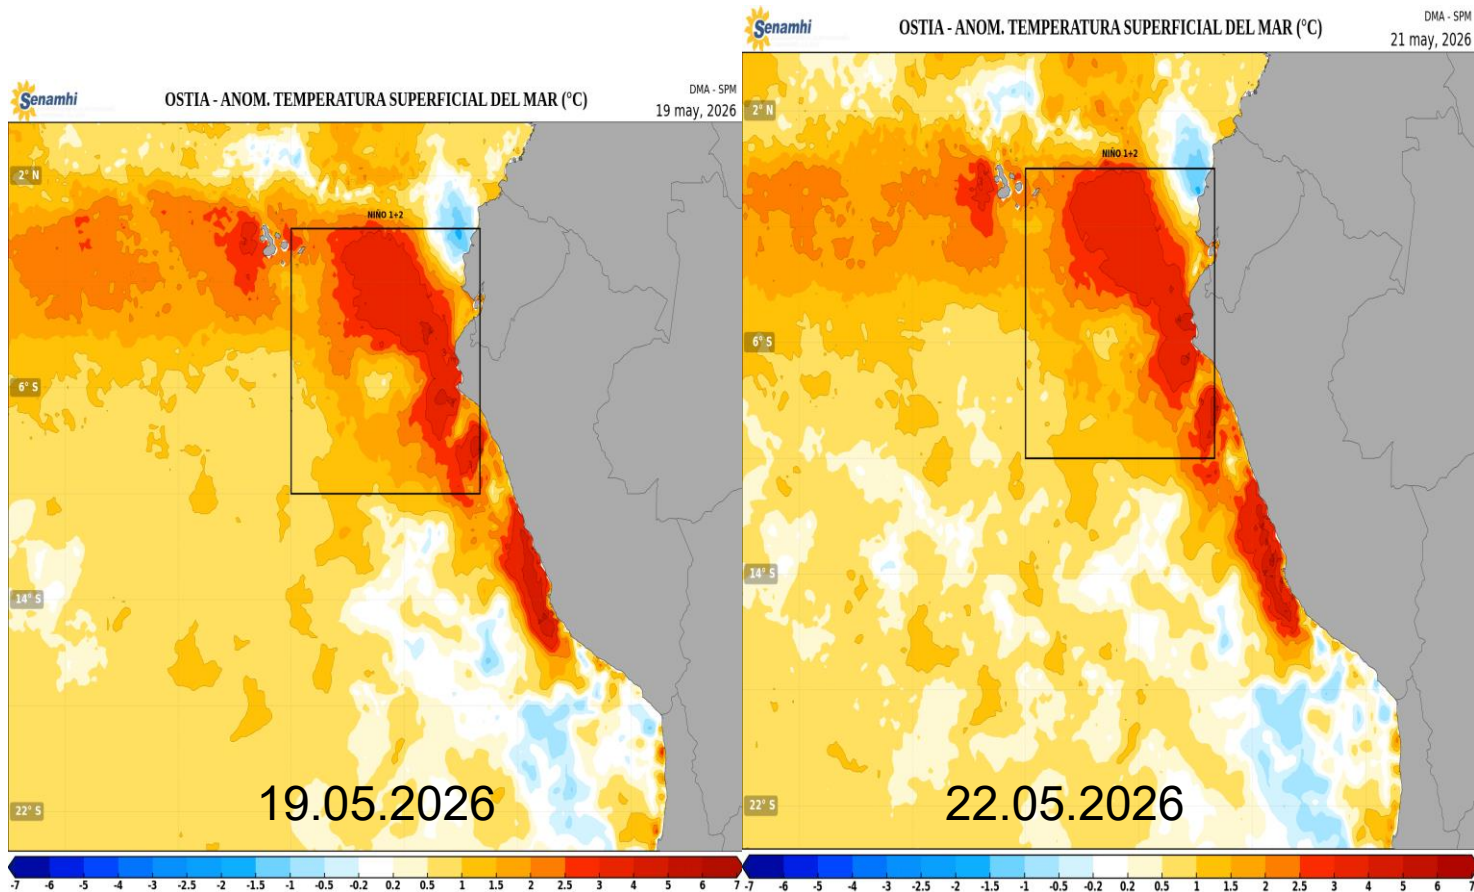 Senamhi
OSTIA - ANOM. TEMPERATURA SUPERFICIAL DEL MAR (°C)
DMA - SPM
19 may, 2026
2° N
NIÑO 1+2
6° S
14° S
22° S
19.05.2026
-7 -6 -5 -4 -3 -2.5 -2 -1.5 -1 -0.5 -0.2 0.2 0.5 1 1.5 2 2.5 3 4 5 6 7
Senamhi
OSTIA - ANOM. TEMPERATURA SUPERFICIAL DEL MAR (°C)
DMA - SPM
21 may, 2026
2° N
NIÑO 1+2
6° S
14° S
22° S
22.05.2026
-7 -6 -5 -4 -3 -2.5 -2 -1.5 -1 -0.5 -0.2 0.2 0.5 1 1.5 2 2.5 3 4 5 6